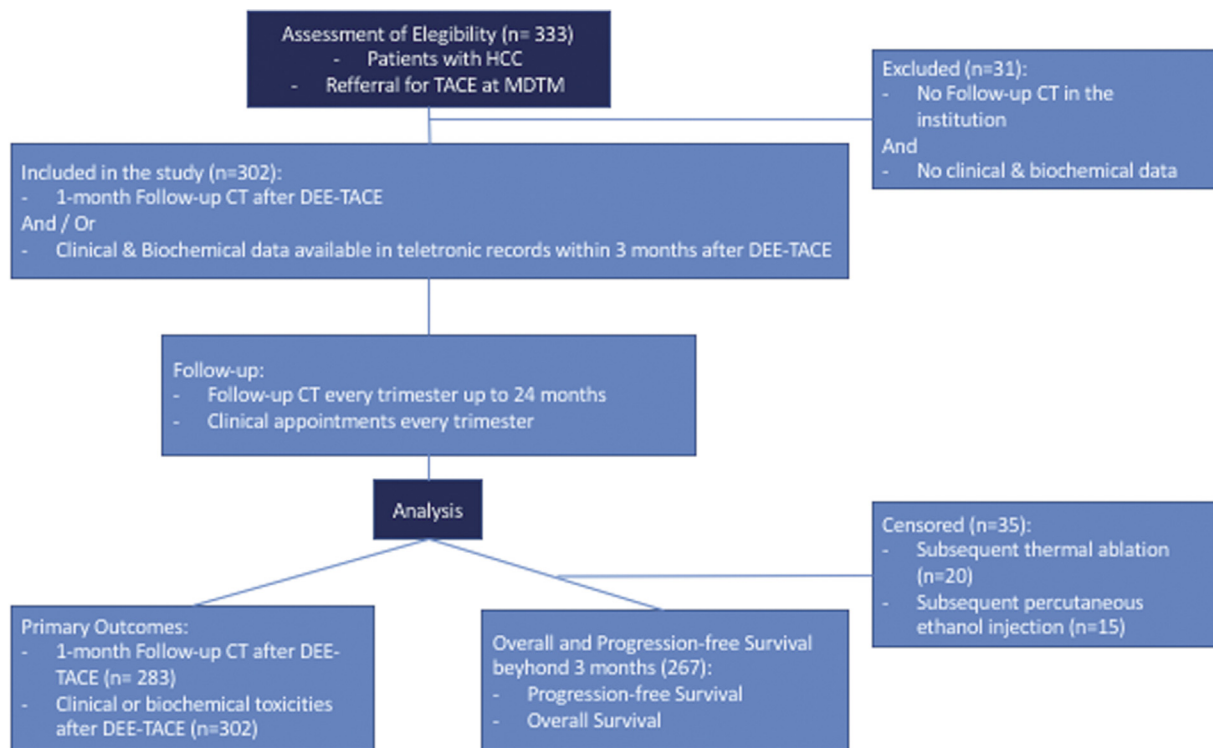 Assessment of Elegibility (n= 333)
- Patients with HCC
- Refferral for TACE at MDTM
Excluded (n=31):
- No Follow-up CT in the
institution
And
- No clinical & biochemical data
Included in the study (n=302):
- 1-month Follow-up CT after DEE-TACE
And / Or
- Clinical & Biochemical data available in teletronic records within 3 months after DEE-TACE
Follow-up:
- Follow-up CT every trimester up to 24 months
- Clinical appointments every trimester
Analysis
Censored (n=35):
- Subsequent thermal ablation
(n=20)
- Subsequent percutaneous
ethanol injection (n=15)
Primary Outcomes:
- 1-month Follow-up CT after DEE-
TACE (n= 283)
- Clinical or biochemical toxicities
after DEE-TACE (n=302)
Overall and Progression-free Survival
beyhond 3 months (267):
- Progression-free Survival
- Overall Survival